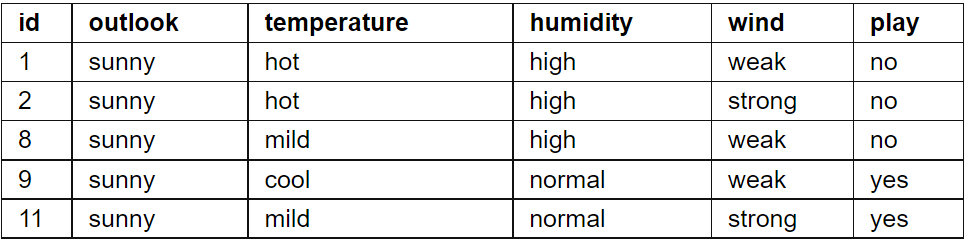 id outlook temperature humidity wind play
1 sunny hot high weak no
2 sunny hot high strong no
8 sunny mild high weak no
9 sunny cool normal weak yes
11 sunny mild normal strong yes